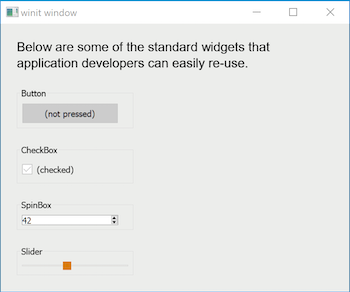 winit window
Below are some of the standard widgets that
application developers can easily re-use.
Button
(not pressed)
CheckBox
(checked)
SpinBox
42
Slider